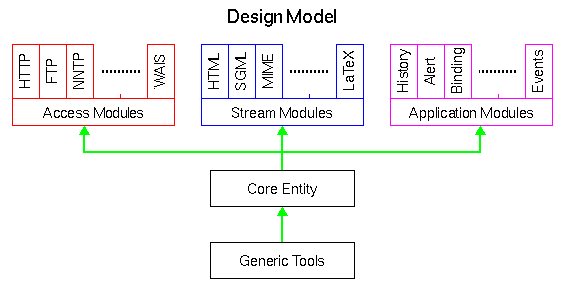 Design Model
HTTP
FTP
NNTP
WAIS
Access Modules
HTML
SGML
MIME
LaTeX
Stream Modules
History
Alert
Binding
Events
Application Modules
Core Entity
Generic Tools